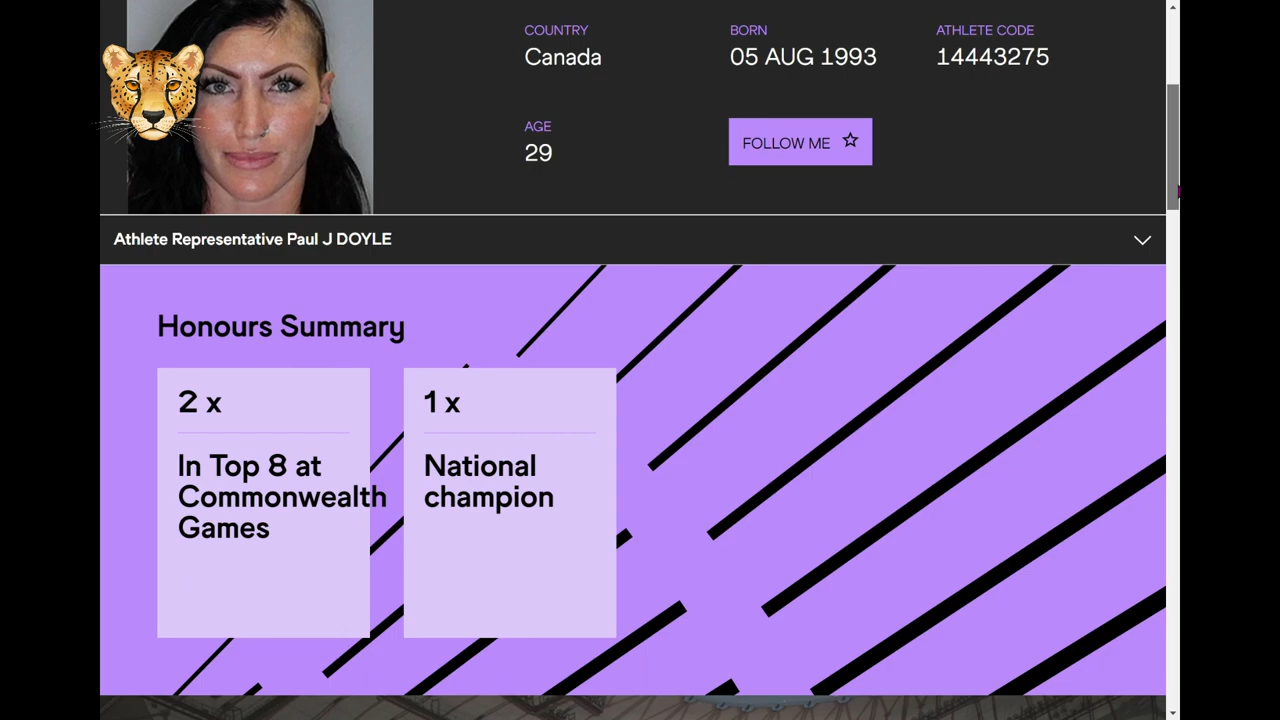 COUNTRY
Canada
BORN
05 AUG 1993
ATHLETE CODE
14443275
AGE
29
FOLLOW ME
Athlete Representative Paul J DOYLE
Honours Summary
2 x
In Top 8 at
Commonwealth
Games
1 x
National
champion